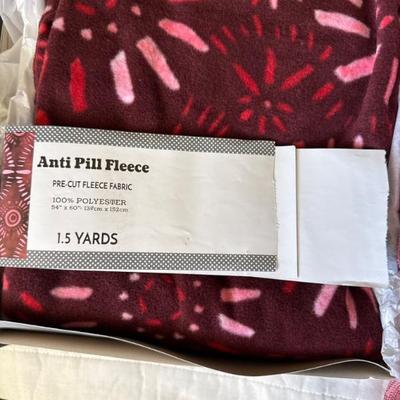 Anti Pill Fleece
PRE-CUT FLEECE FABRIC
100% POLYESTER
54" x 60"- 137cm x 152cm
1.5 YARDS